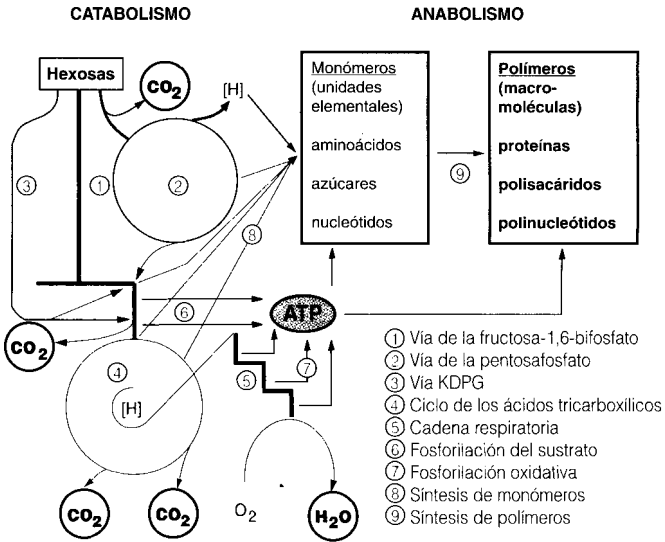 CATABOLISMO
ANABOLISMO
Hexosas
CO2
[H]
Monómeros
(unidades
elementales)
aminoácidos
azúcares
nucleótidos
Polímeros
(macro-
moléculas)
proteínas
polisacáridos
polinucleótidos
3
1
2
9
8
6
ATP
CO2
4
[H]
5
7
CO2
CO2
O2
H2O
1 Vía de la fructosa-1,6-bifosfato
2 Vía de la pentosafosfato
3 Vía KDPG
4 Ciclo de los ácidos tricarboxílicos
5 Cadena respiratoria
6 Fosforilación del sustrato
7 Fosforilación oxidativa
8 Síntesis de monómeros
9 Síntesis de polímeros